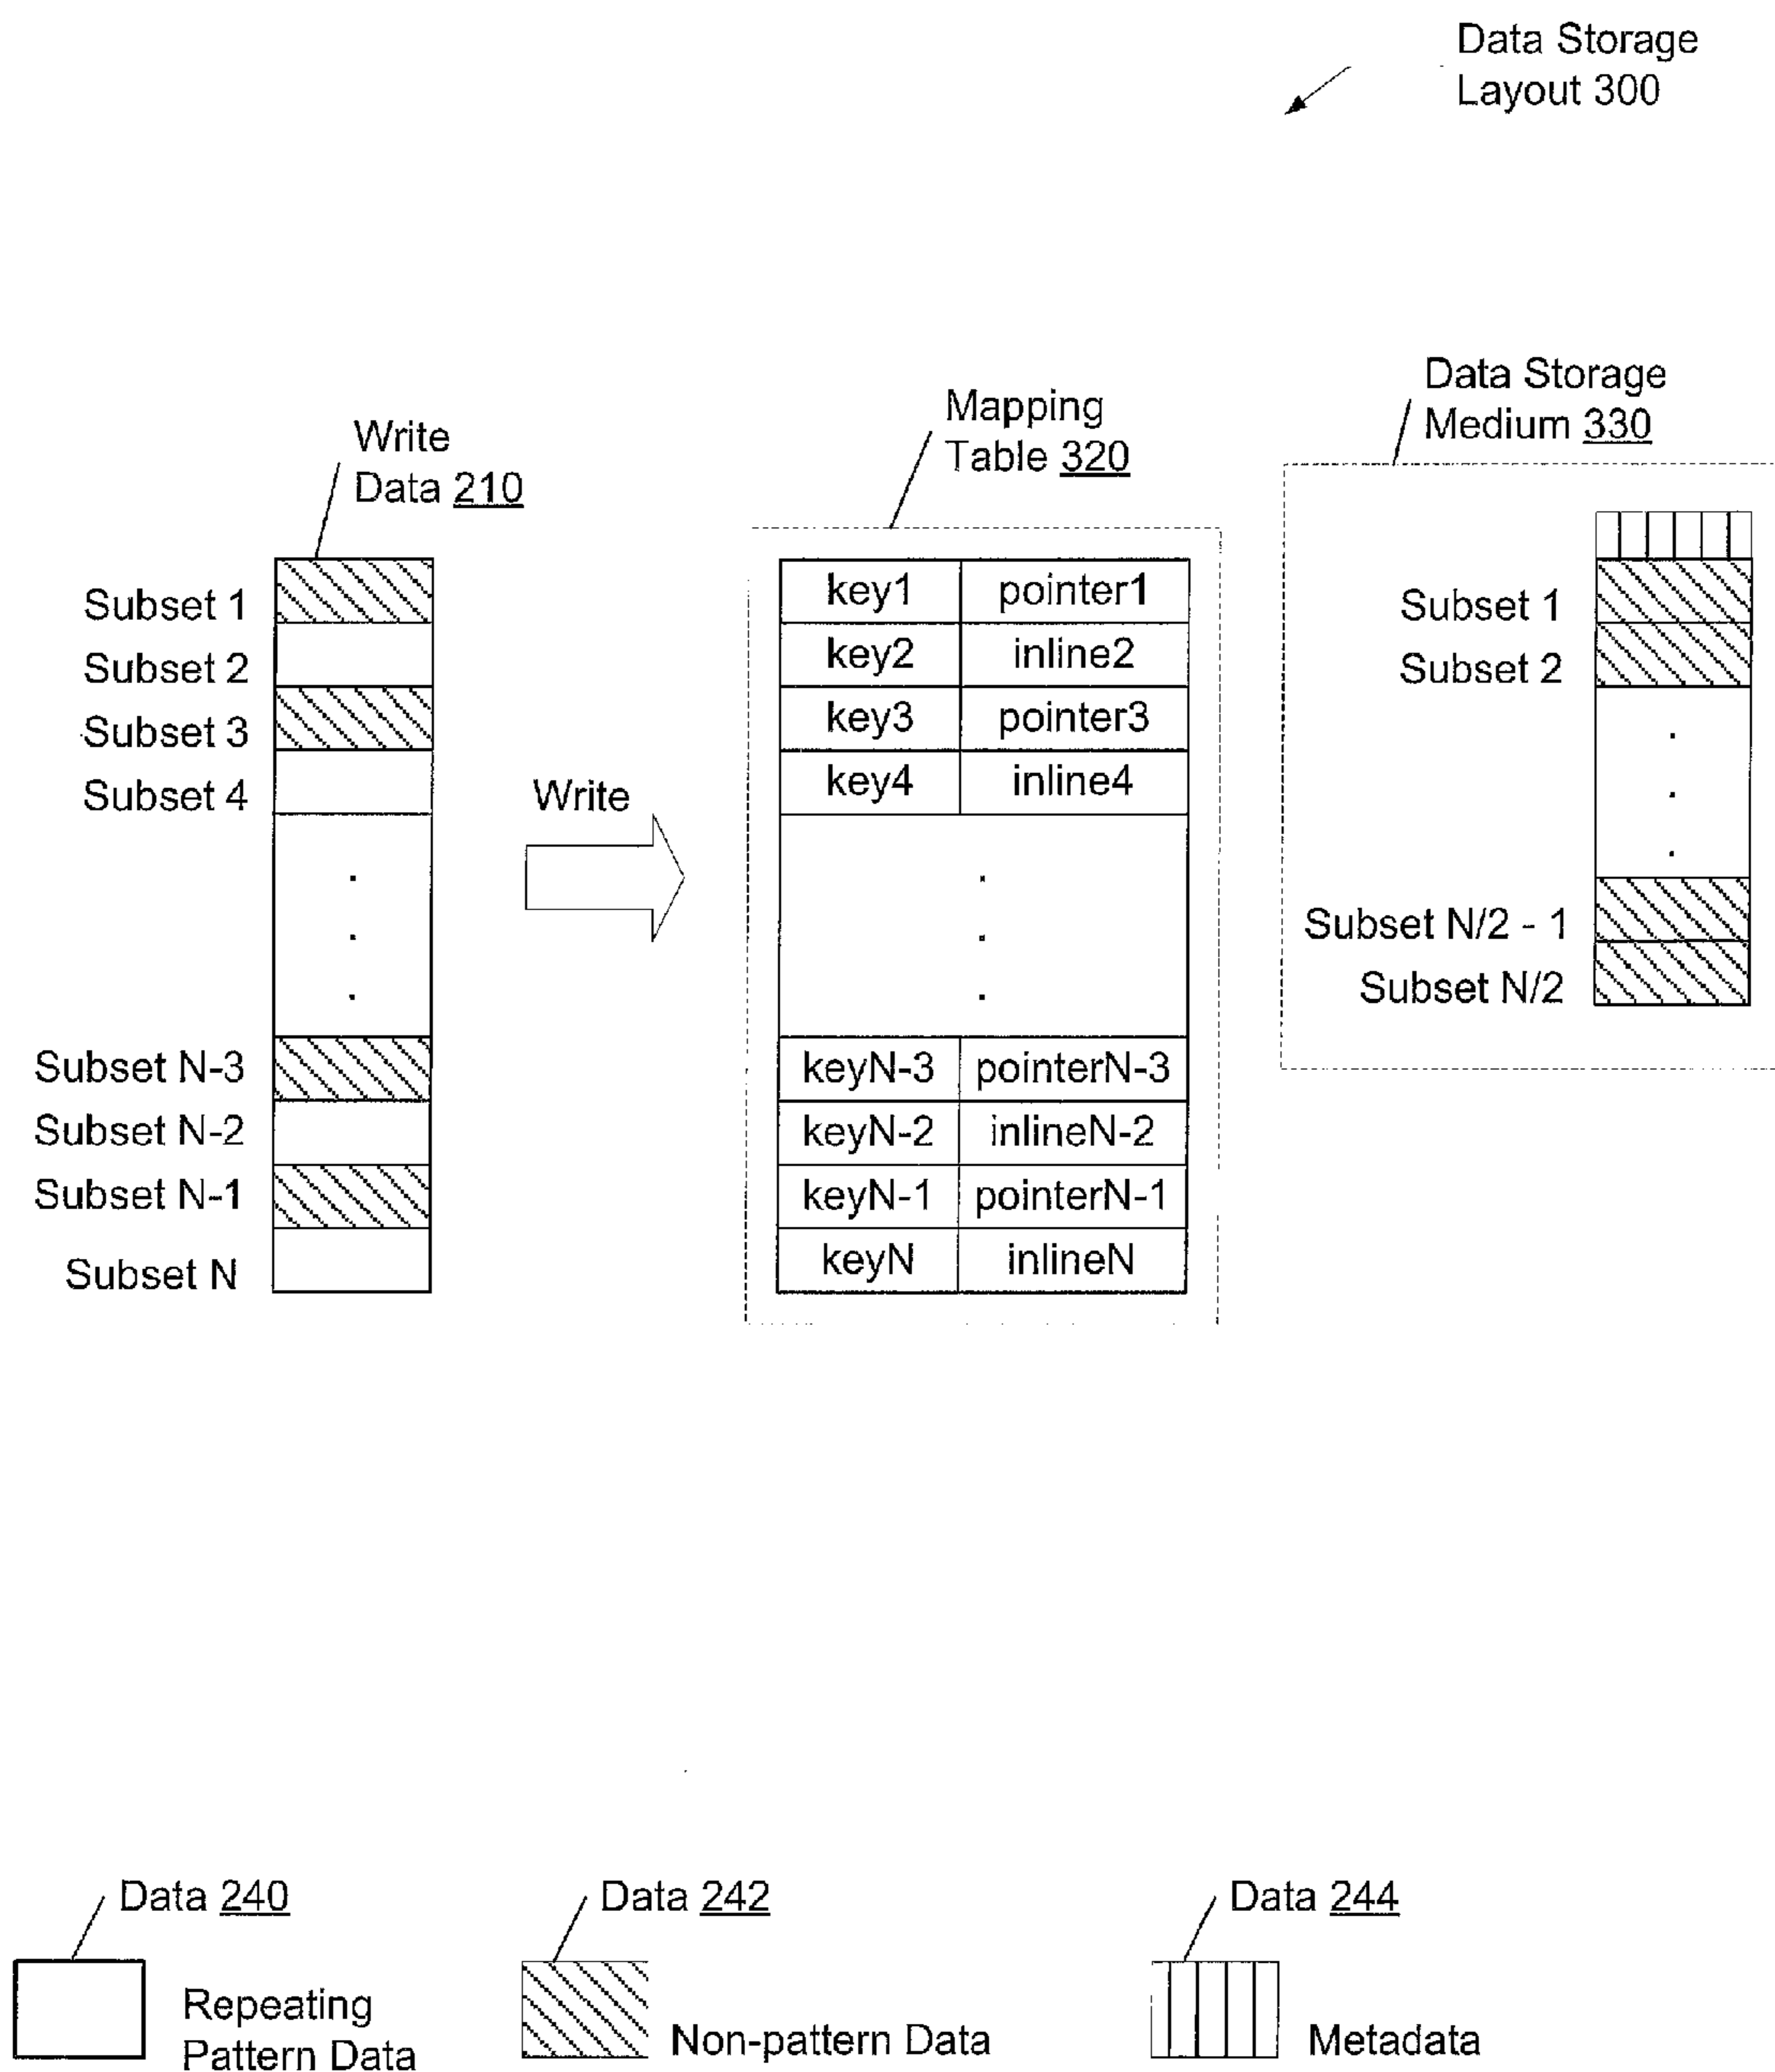 Data Storage
Layout 300
Data Storage
Medium 330
Mapping
Table 320
Write
Data 210
Subset 1
Subset 2
Subset 3
Subset 4
Subset N-3
Subset N-2
Subset N-1
Subset N
Write
key1 pointer1
key2 inline2
key3 pointer3
key4 inline4
keyN-3 pointerN-3
keyN-2 inlineN-2
keyN-1 pointerN-1
keyN inlineN
Subset 1
Subset 2
Subset N/2 - 1
Subset N/2
Data 240
Repeating
Pattern Data
Data 242
Non-pattern Data
Data 244
Metadata